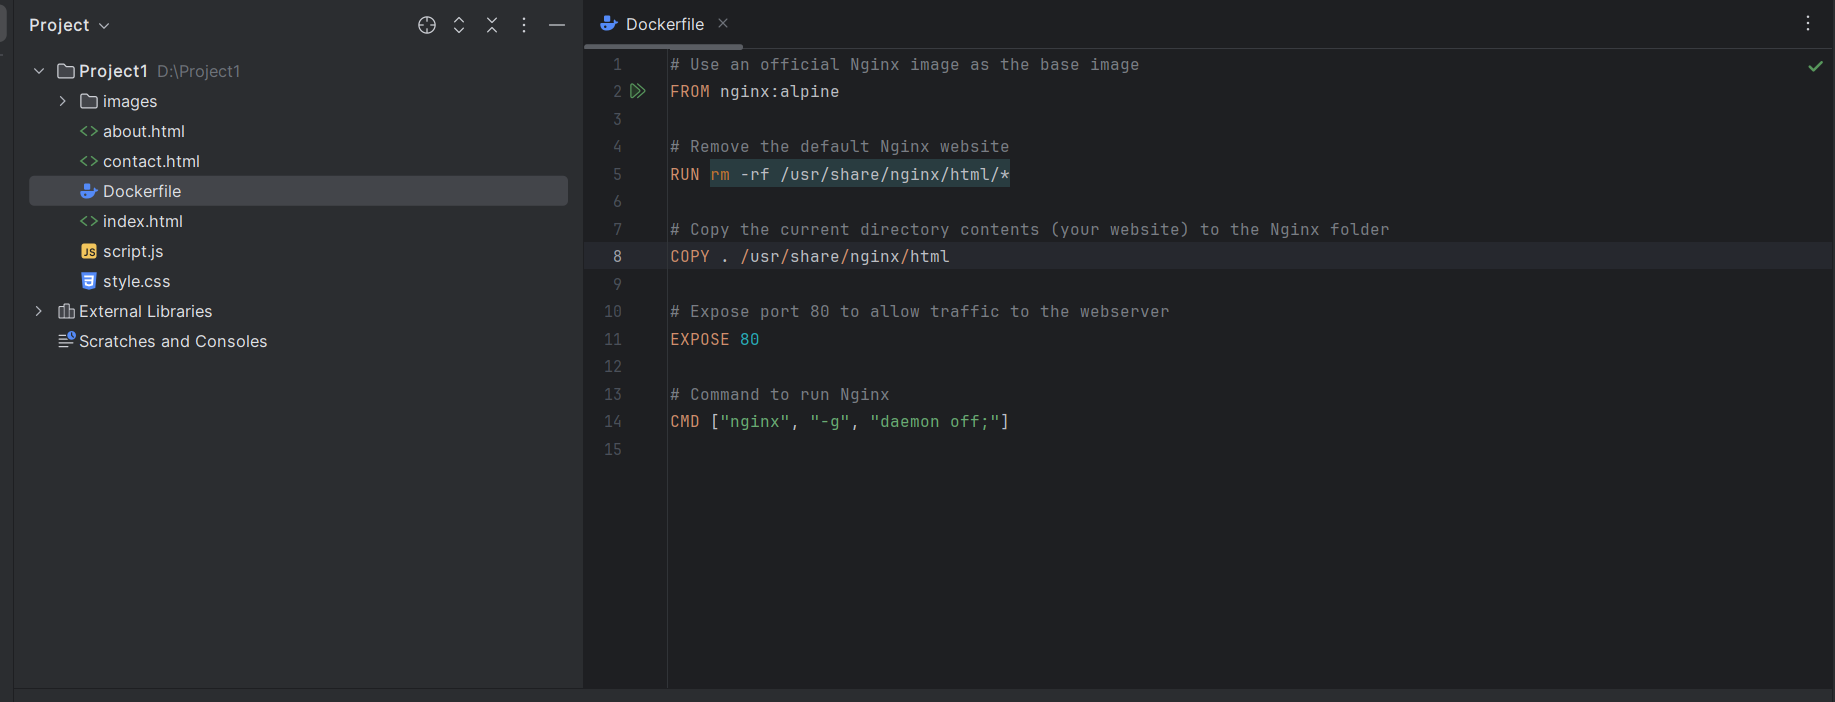 Project
Project1 D:\Project1
images
about.html
contact.html
Dockerfile
index.html
JS script.js
style.css
External Libraries
Scratches and Consoles
Dockerfile
1 # Use an official Nginx image as the base image
2 FROM nginx:alpine
3
4 # Remove the default Nginx website
5 RUN rm -rf /usr/share/nginx/html/*
6
7 # Copy the current directory contents (your website) to the Nginx folder
8 COPY . /usr/share/nginx/html
9
10 # Expose port 80 to allow traffic to the webserver
11 EXPOSE 80
12
13 # Command to run Nginx
14 CMD ["nginx", "-g", "daemon off;"]
15